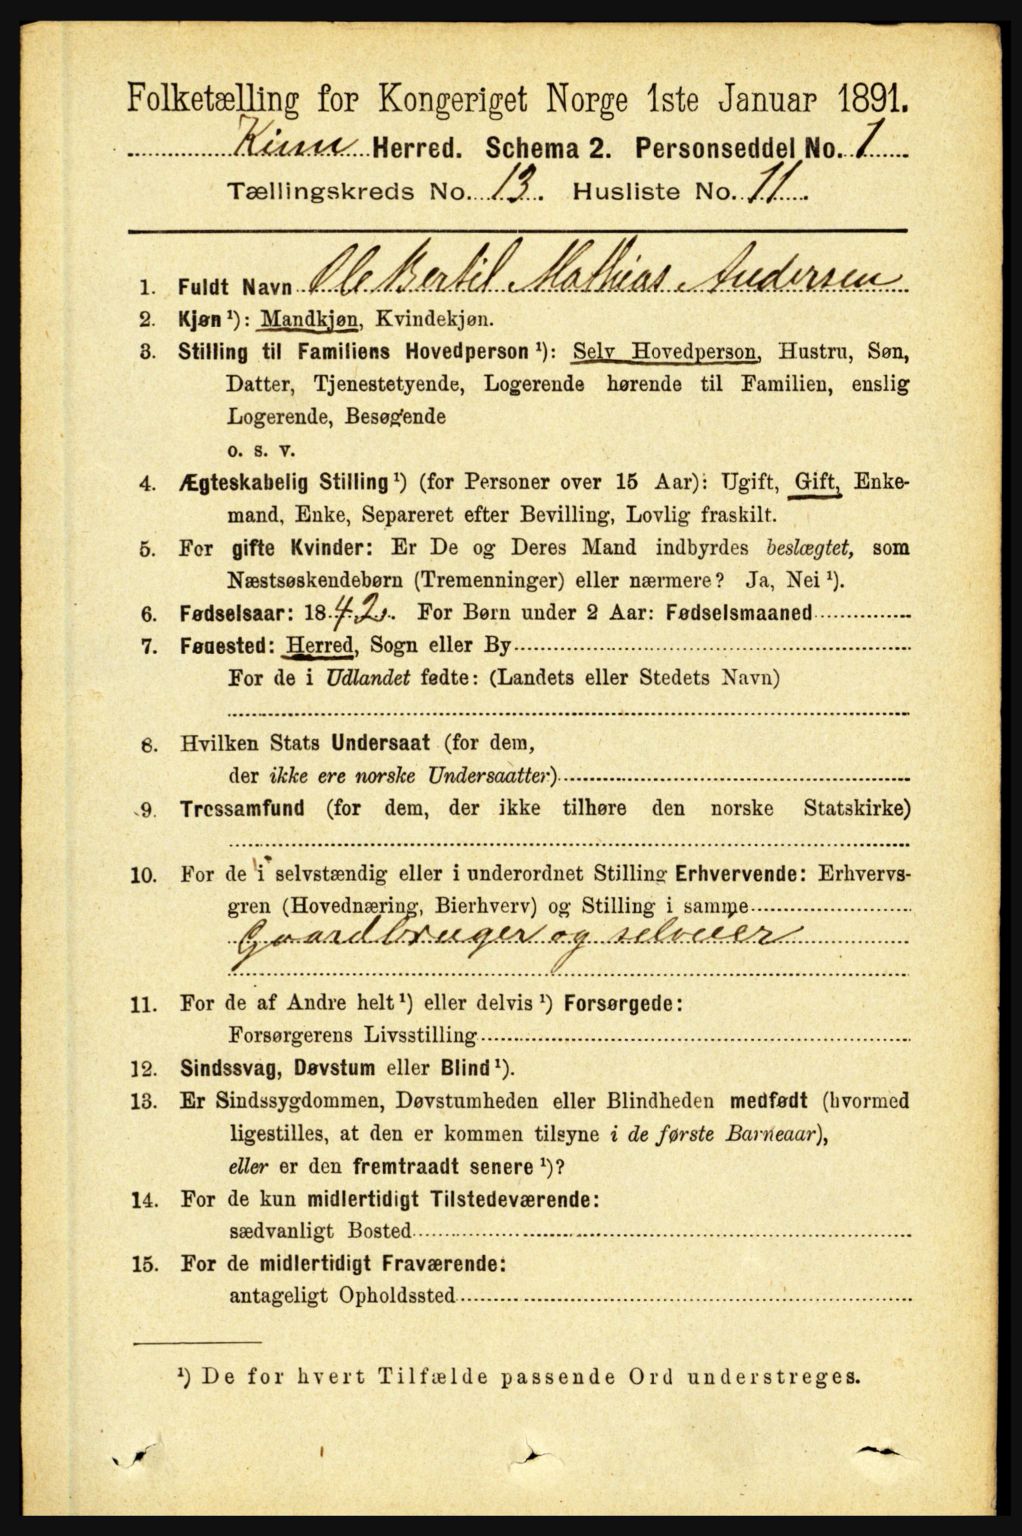 Folketælling for Kongeriget Norge 1ste Januar 1891.
Kinn Herred. Schema 2. Personseddel No. 1
Tællingskreds No. 13. Husliste No. 11.
1. Fuldt Navn Ole Bertil Mathias Andersen
2. Kjøn ¹): Mandkjøn, Kvindekjøn.
3. Stilling til Familiens Hovedperson ¹): Selv Hovedperson, Hustru, Søn,
Datter, Tjenestetyende, Logerende hørende til Familien, enslig
Logerende, Besøgende
o. s. v.
4. Ægteskabelig Stilling ¹) (for Personer over 15 Aar): Ugift, Gift, Enke-
mand, Enke, Separeret efter Bevilling, Lovlig fraskilt.
5. For gifte Kvinder: Er De og Deres Mand indbyrdes beslægtet, som
Næstsøskendebørn (Tremenninger) eller nærmere? Ja, Nei ¹).
6. Fødselsaar: 1842. For Børn under 2 Aar: Fødselsmaaned
7. Føuested: Herred, Sogn eller By
For de i Udlandet fødte: (Landets eller Stedets Navn)
8. Hvilken Stats Undersaat (for dem,
der ikke ere norske Undersaatter)
9. Trossamfund (for dem, der ikke tilhøre den norske Statskirke)
10. For de i selvstændig eller i underordnet Stilling Erhvervende: Erhvervs-
gren (Hovednæring, Bierhverv) og Stilling i samme
Gaardbruger og selveier
11. For de af Andre helt ¹) eller delvis ¹) Forsørgede:
Forsørgerens Livsstilling
12. Sindssvag, Døvstum eller Blind ¹).
13. Er Sindssygdommen, Døvstumheden eller Blindheden medfødt (hvormed
ligestilles, at den er kommen tilsyne i de første Barneaar),
eller er den fremtraadt senere ¹)?
14. For de kun midlertidigt Tilstedeværende:
sædvanligt Bosted
15. For de midlertidigt Fraværende:
antageligt Opholdssted
¹) De for hvert Tilfælde passende Ord understreges.